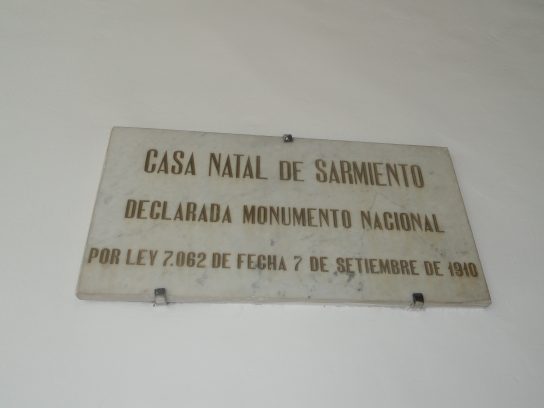 CASA NATAL DE SARMIENTO
DECLARADA MONUMENTO NACIONAL
POR LEY 7.062 DE FECHA 7 DE SETIEMBRE DE 1910